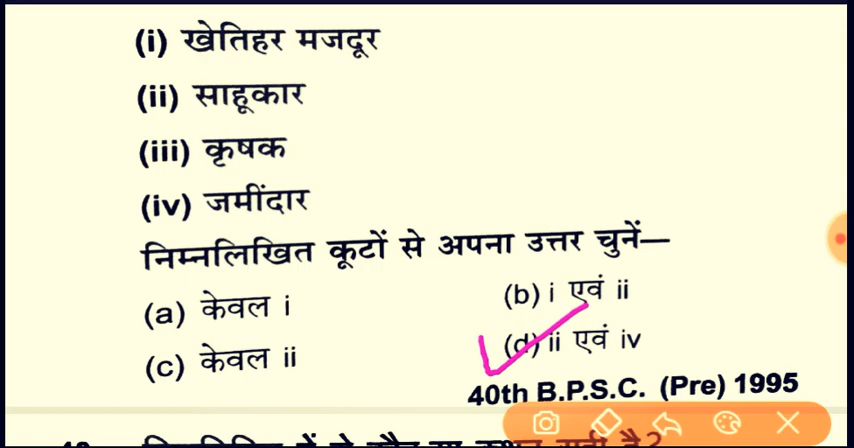 (i) खेतिहर मजदूर
(ii) साहूकार
(iii) कृषक
(iv) जमींदार
निम्नलिखित कूटों से अपना उत्तर चुनें—
(a) केवल i
(b) i एवं ii
(c) केवल ii
(d) ii एवं iv
40th B.P.S.C. (Pre) 1995